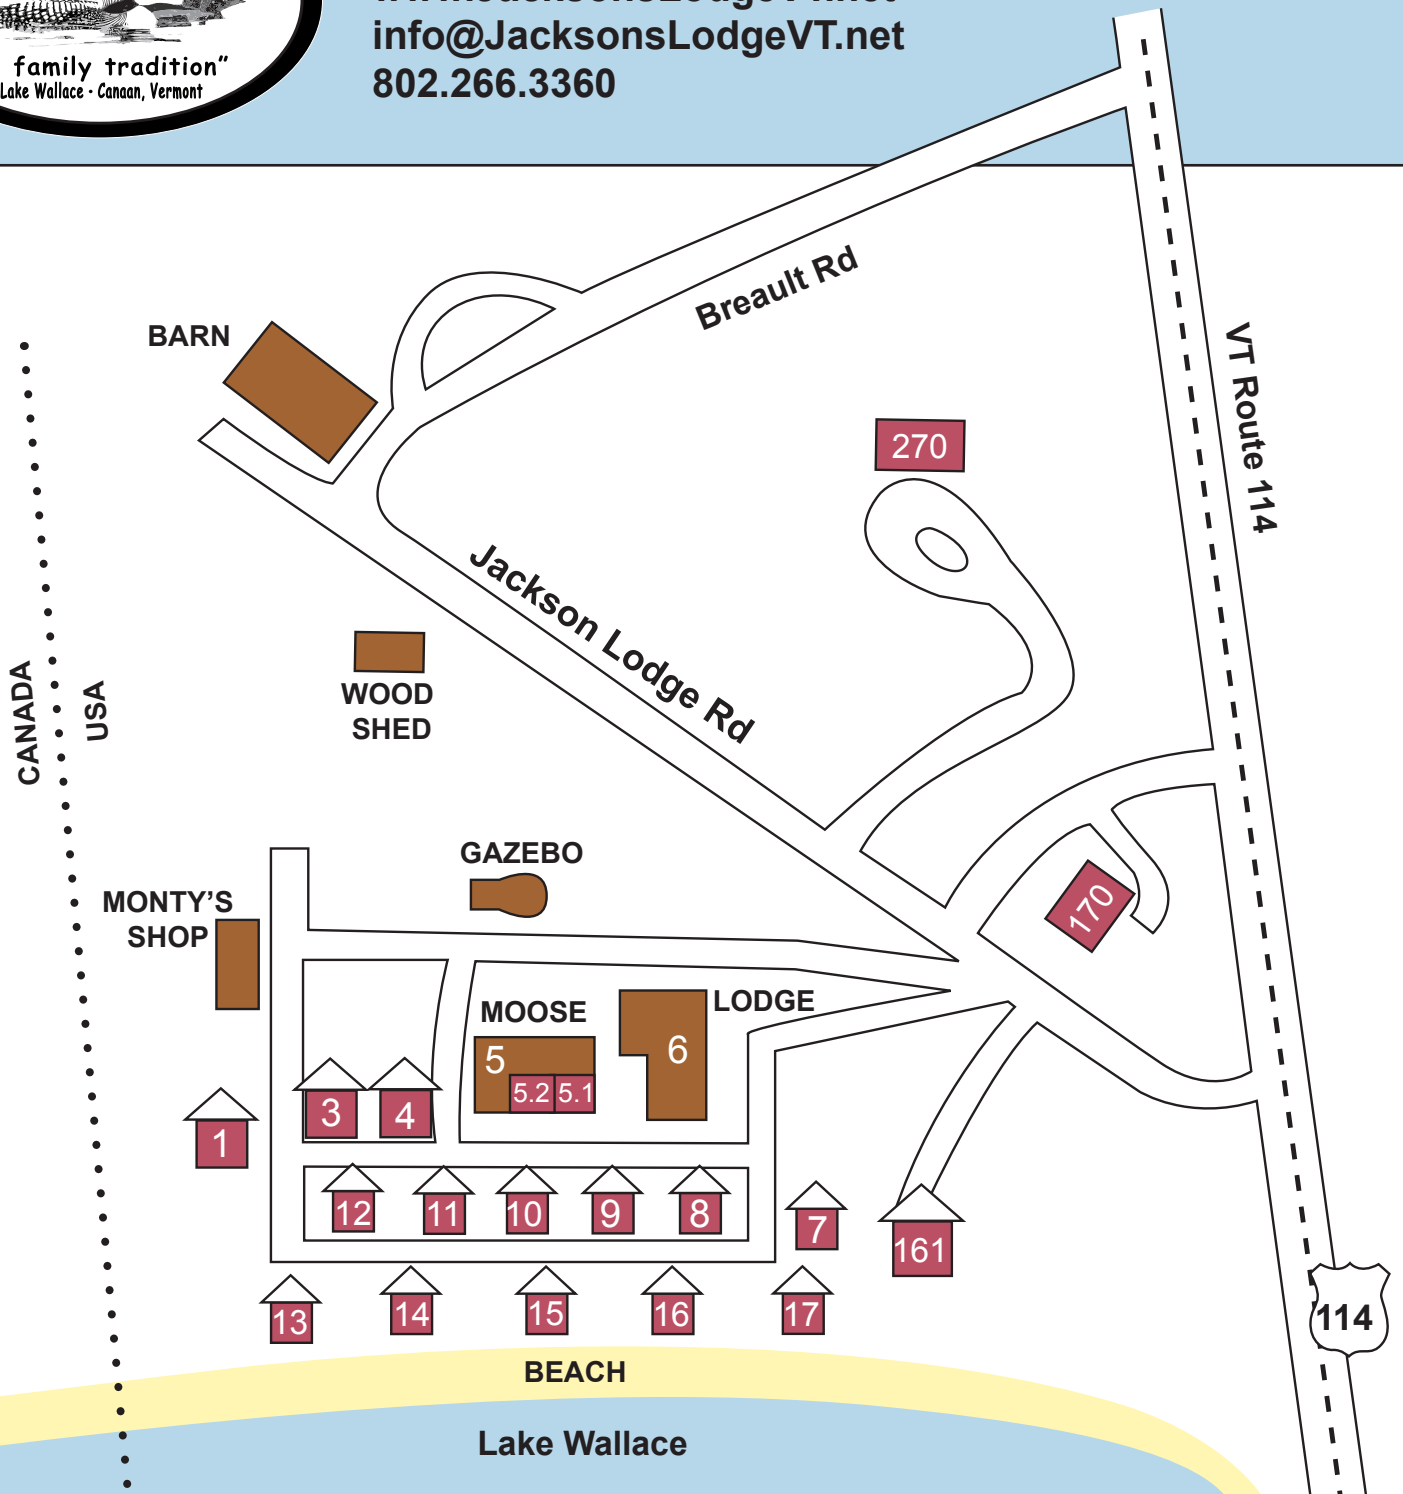 info@JacksonsLodgeVT.net
802.266.3360
family tradition”
Lake Wallace · Canaan, Vermont
Breault Rd
BARN
VT Route 114
270
Jackson Lodge Rd
WOOD
SHED
CANADA
USA
GAZEBO
MONTY’S
SHOP
170
MOOSE
LODGE
5
6
5.2
5.1
3
4
1
12
11
10
9
8
7
161
13
14
15
16
17
114
BEACH
Lake Wallace